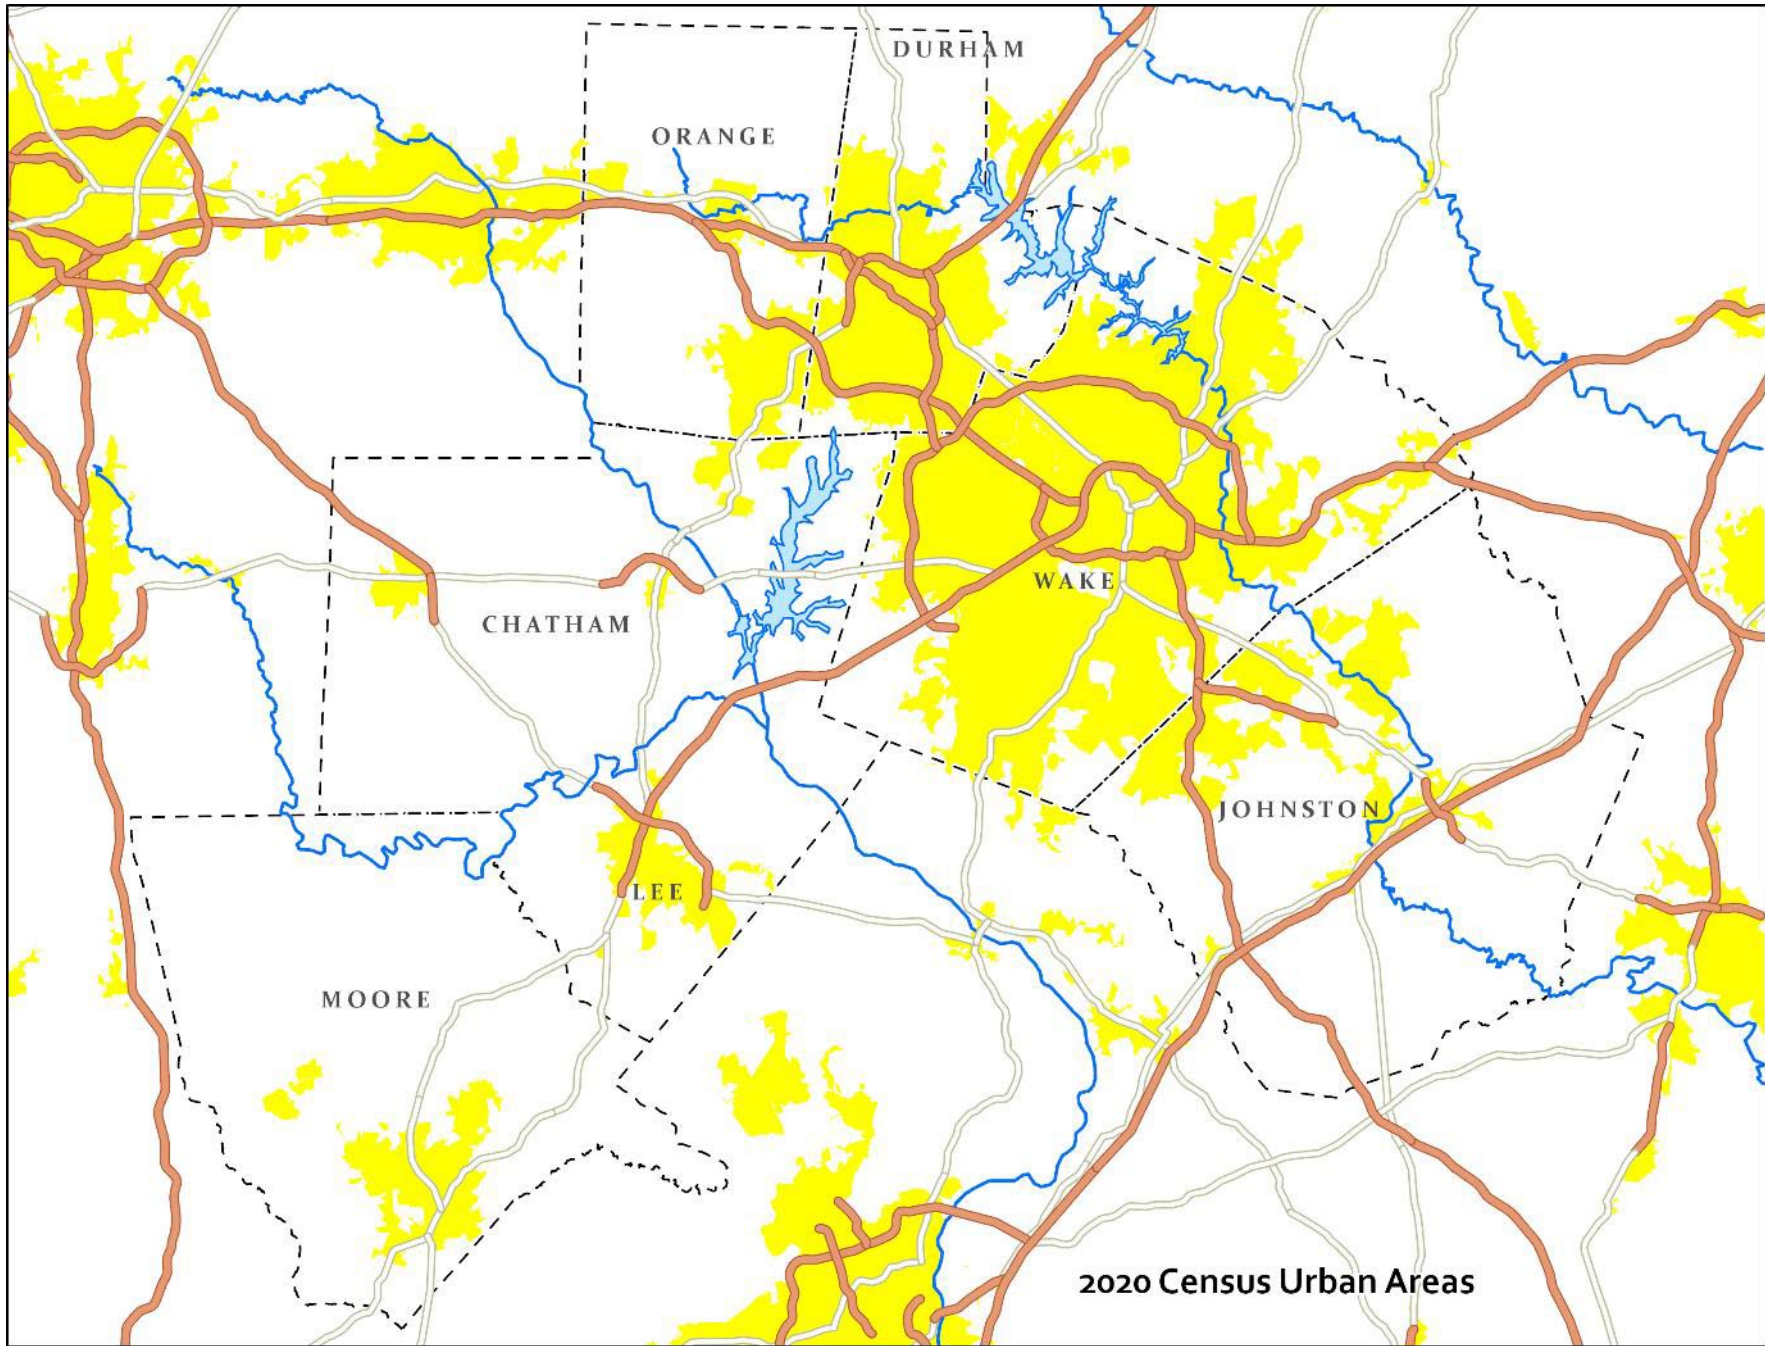 DURHAM
ORANGE
WAKE
CHATHAM
JOHNSTON
LEE
MOORE
2020 Census Urban Areas